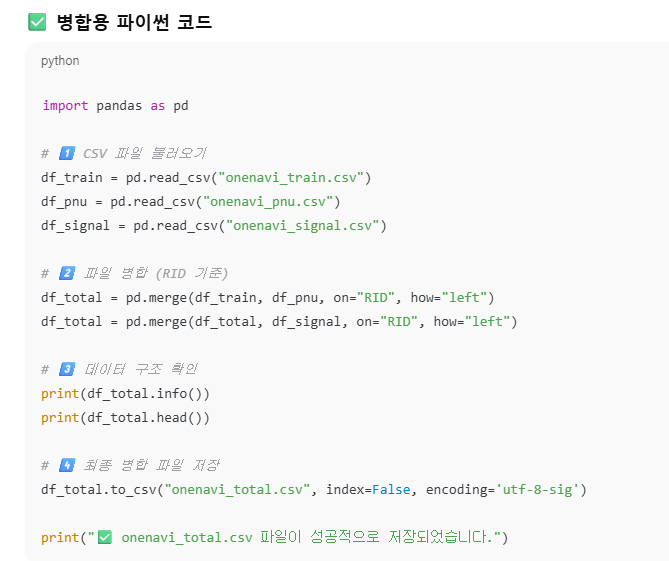 ✅ 병합용 파이썬 코드
python
import pandas as pd
# 1️⃣ CSV 파일 불러오기
df_train = pd.read_csv("onenavi_train.csv")
df_pnu = pd.read_csv("onenavi_pnu.csv")
df_signal = pd.read_csv("onenavi_signal.csv")
# 2️⃣ 파일 병합 (RID 기준)
df_total = pd.merge(df_train, df_pnu, on="RID", how="left")
df_total = pd.merge(df_total, df_signal, on="RID", how="left")
# 3️⃣ 데이터 구조 확인
print(df_total.info())
print(df_total.head())
# 4️⃣ 최종 병합 파일 저장
df_total.to_csv("onenavi_total.csv", index=False, encoding='utf-8-sig')
print("✅ onenavi_total.csv 파일이 성공적으로 저장되었습니다.")